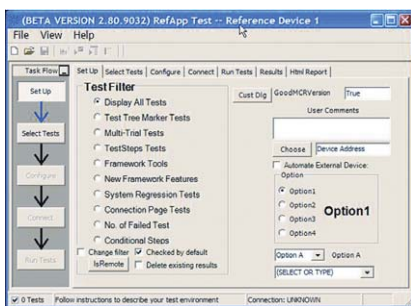 (BETA VERSION 2.80.9032) RefApp Test -- Reference Device 1
File View Help
Task Flow
Set Up
Select Tests
Configure
Connect
Run Tests
Set Up Select Tests Configure Connect Run Tests Results Html Report
TestFilter
Display All Tests
Test Tree Marker Tests
Multi-Trial Tests
TestSteps Tests
Framework Tools
New Framework Features
System Regression Tests
Connection Page Tests
No. of Failed Test
Conditional Steps
Change filter Checked by default
IsRemote Delete existing results
Cust Dlg GoodMCRVersion True
User Comments
Choose Device Address
Automate External Device:
Option
Option1
Option2
Option3
Option4
Option1
Option A Option A
(SELECT OR TYPE)
0 Tests Follow instructions to describe your test environment Connection: UNKNOWN